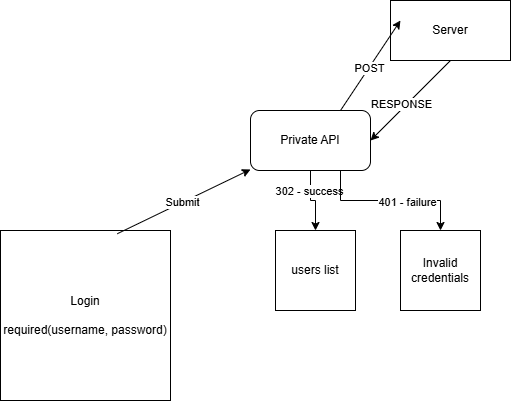 Server
POST
RESPONSE
Private API
302 - success
401 - failure
Submit
users list
Invalid
credentials
Login
required(username, password)